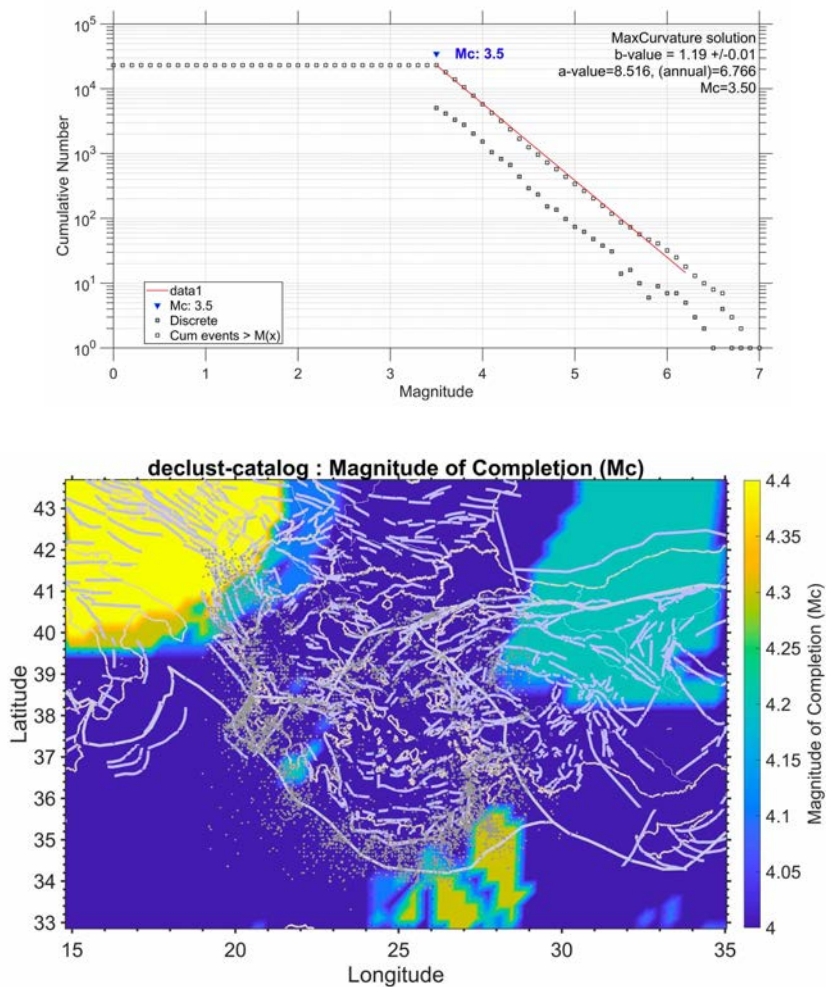 10^5
10^4
10^3
10^2
10^1
10^0
Cumulative Number
Mc: 3.5
MaxCurvature solution
b-value = 1.19 +/-0.01
a-value=8.516, (annual)=6.766
Mc=3.50
data1
Mc: 3.5
Discrete
Cum events > M(x)
0 1 2 3 4 5 6 7
Magnitude
declust-catalog : Magnitude of Completion (Mc)
43
42
41
40
39
38
37
36
35
34
33
Latitude
15 20 25 30 35
Longitude
4.4
4.35
4.3
4.25
4.2
4.15
4.1
4.05
4
Magnitude of Completion (Mc)